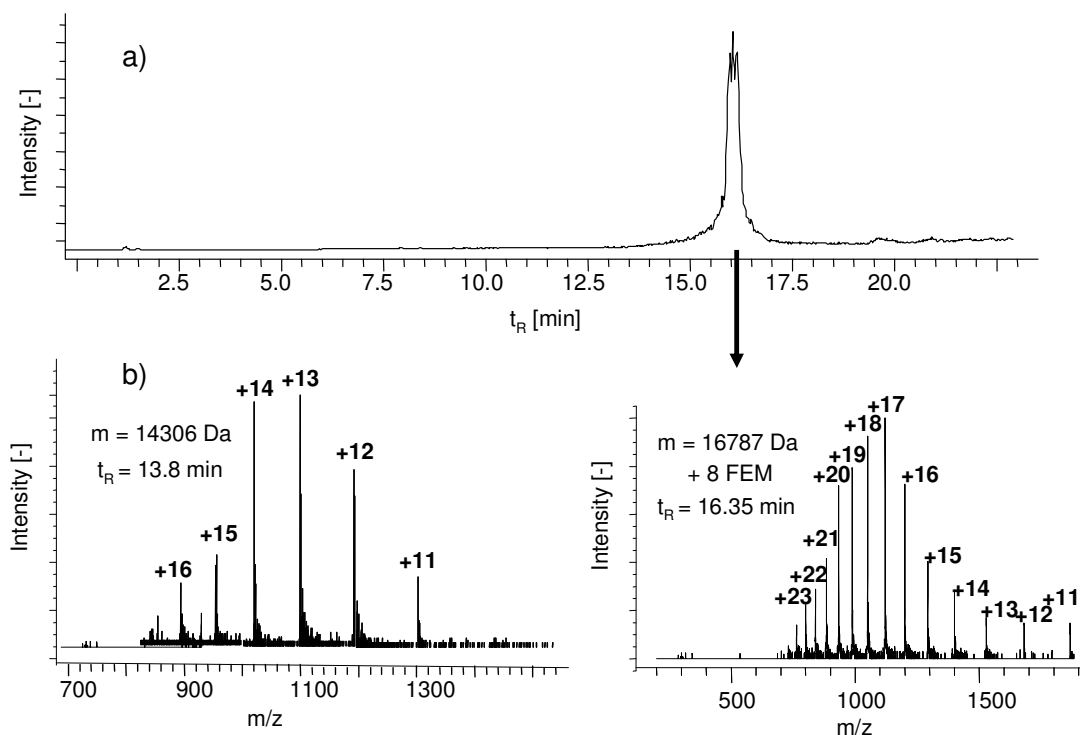 a)
Intensity [-]
2.5 5.0 7.5 10.0 12.5 15.0 17.5 20.0
tR [min]
b)
Intensity [-]
m = 14306 Da
tR = 13.8 min
+16 +15 +14 +13 +12 +11
700 900 1100 1300
m/z
Intensity [-]
m = 16787 Da
+ 8 FEM
tR = 16.35 min
+23 +22 +21 +20 +19 +18 +17 +16 +15 +14 +13 +12 +11
500 1000 1500
m/z